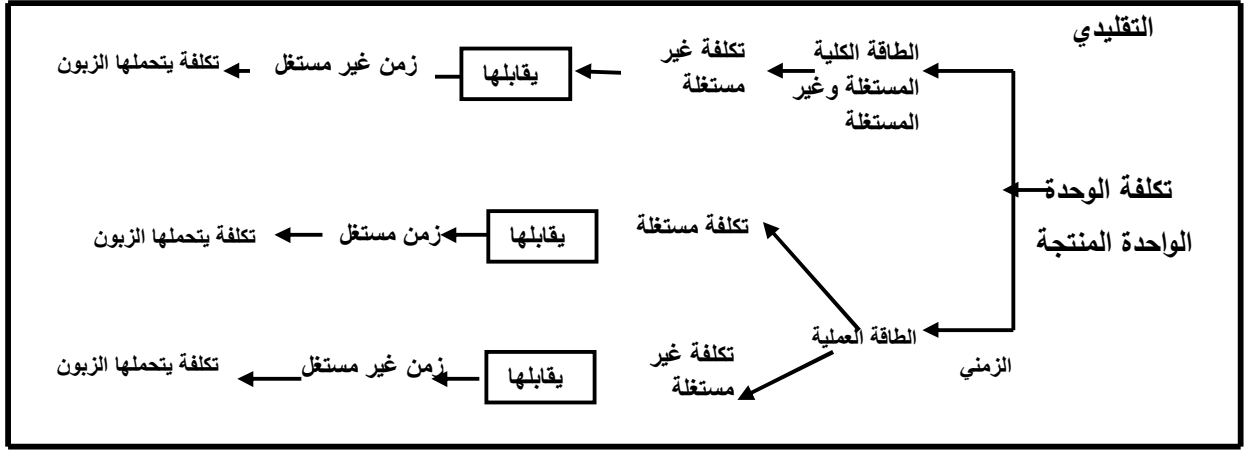 التقليدي
تكلفة الوحدة
الواحدة المنتجة
الطاقة الكلية
المستغلة وغير
المستغلة
تكلفة غير
مستغلة
يقابلها
زمن غير مستغل
تكلفة يتحملها الزبون
تكلفة مستغلة
يقابلها
زمن مستغل
تكلفة يتحملها الزبون
الزمني
الطاقة العملية
تكلفة غير
مستغلة
يقابلها
زمن غير مستغل
تكلفة يتحملها الزبون